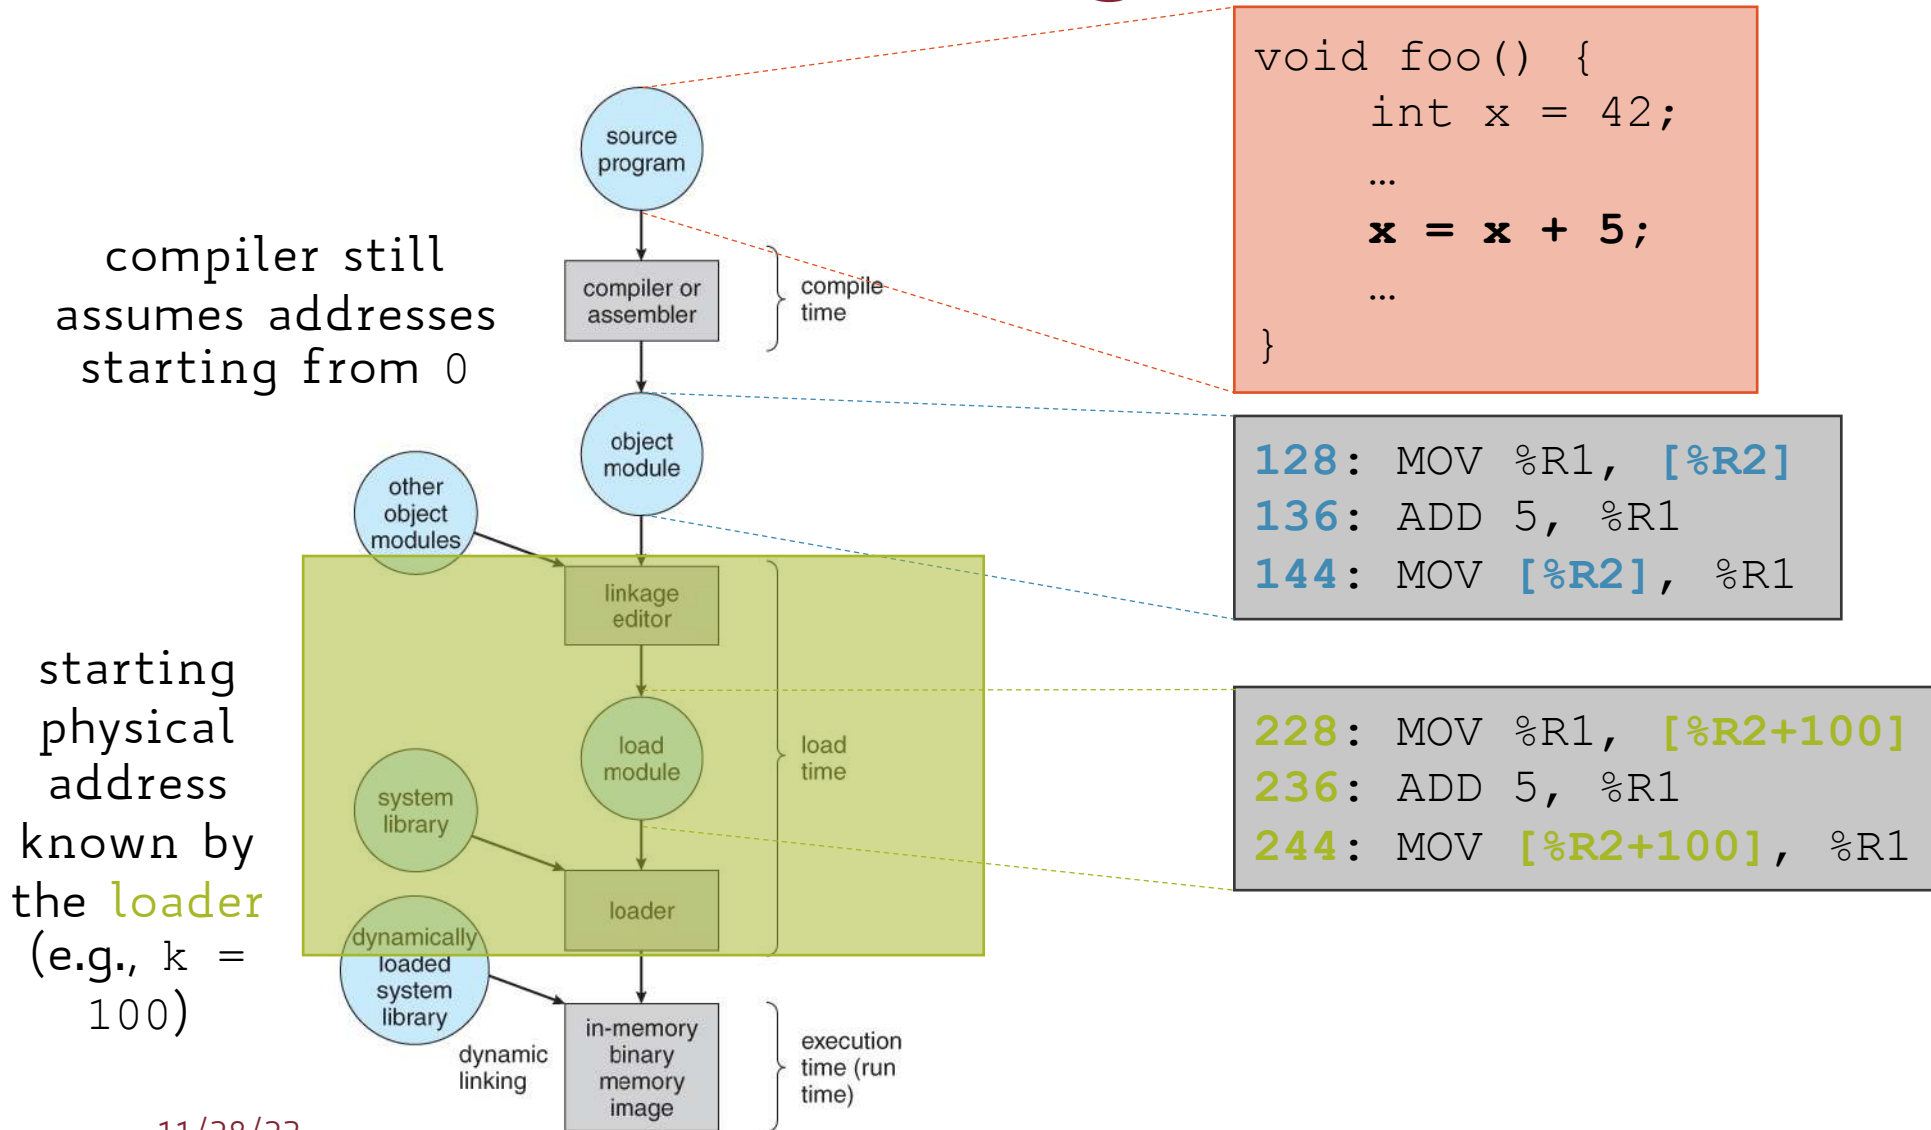 void foo() {
int x = 42;
…
x = x + 5;
…
}
source
program
compiler still
assumes addresses
starting from 0
compiler or
assembler
compile
time
object
module
128: MOV %R1, [%R2]
136: ADD 5, %R1
144: MOV [%R2], %R1
other
object
modules
linkage
editor
starting
physical
address
known by
the loader
(e.g., k =
100)
load
module
load
time
228: MOV %R1, [%R2+100]
236: ADD 5, %R1
244: MOV [%R2+100], %R1
system
library
loader
dynamically
loaded
system
library
dynamic
linking
in-memory
binary
memory
image
execution
time (run
time)